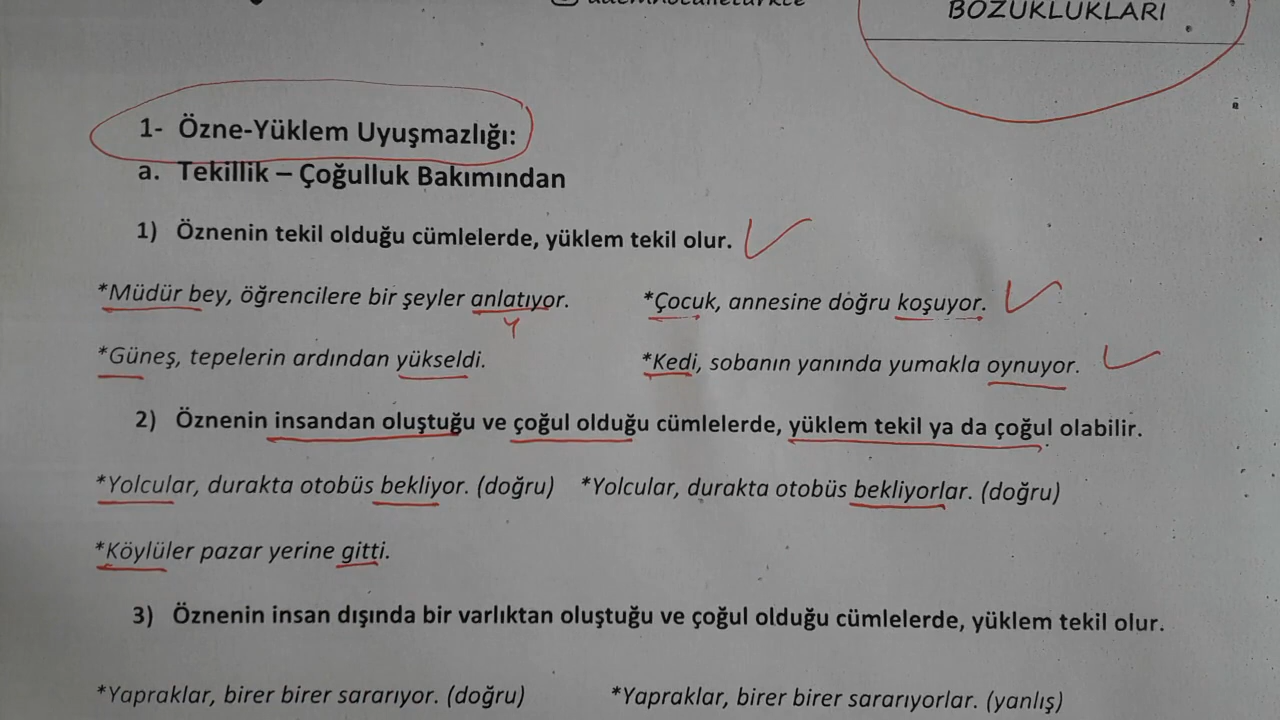 BOZUKLUKLARI
1- Özne-Yüklem Uyuşmazlığı:
a. Tekillik – Çoğulluk Bakımından
1) Öznenin tekil olduğu cümlelerde, yüklem tekil olur.
*Müdür bey, öğrencilere bir şeyler anlatıyor. *Çocuk, annesine doğru koşuyor.
Y
*Güneş, tepelerin ardından yükseldi. *Kedi, sobanın yanında yumakla oynuyor.
2) Öznenin insandan oluştuğu ve çoğul olduğu cümlelerde, yüklem tekil ya da çoğul olabilir.
*Yolcular, durakta otobüs bekliyor. (doğru) *Yolcular, durakta otobüs bekliyorlar. (doğru)
*Köylüler pazar yerine gitti.
3) Öznenin insan dışında bir varlıktan oluştuğu ve çoğul olduğu cümlelerde, yüklem tekil olur.
*Yapraklar, birer birer sararıyor. (doğru) *Yapraklar, birer birer sararıyorlar. (yanlış)